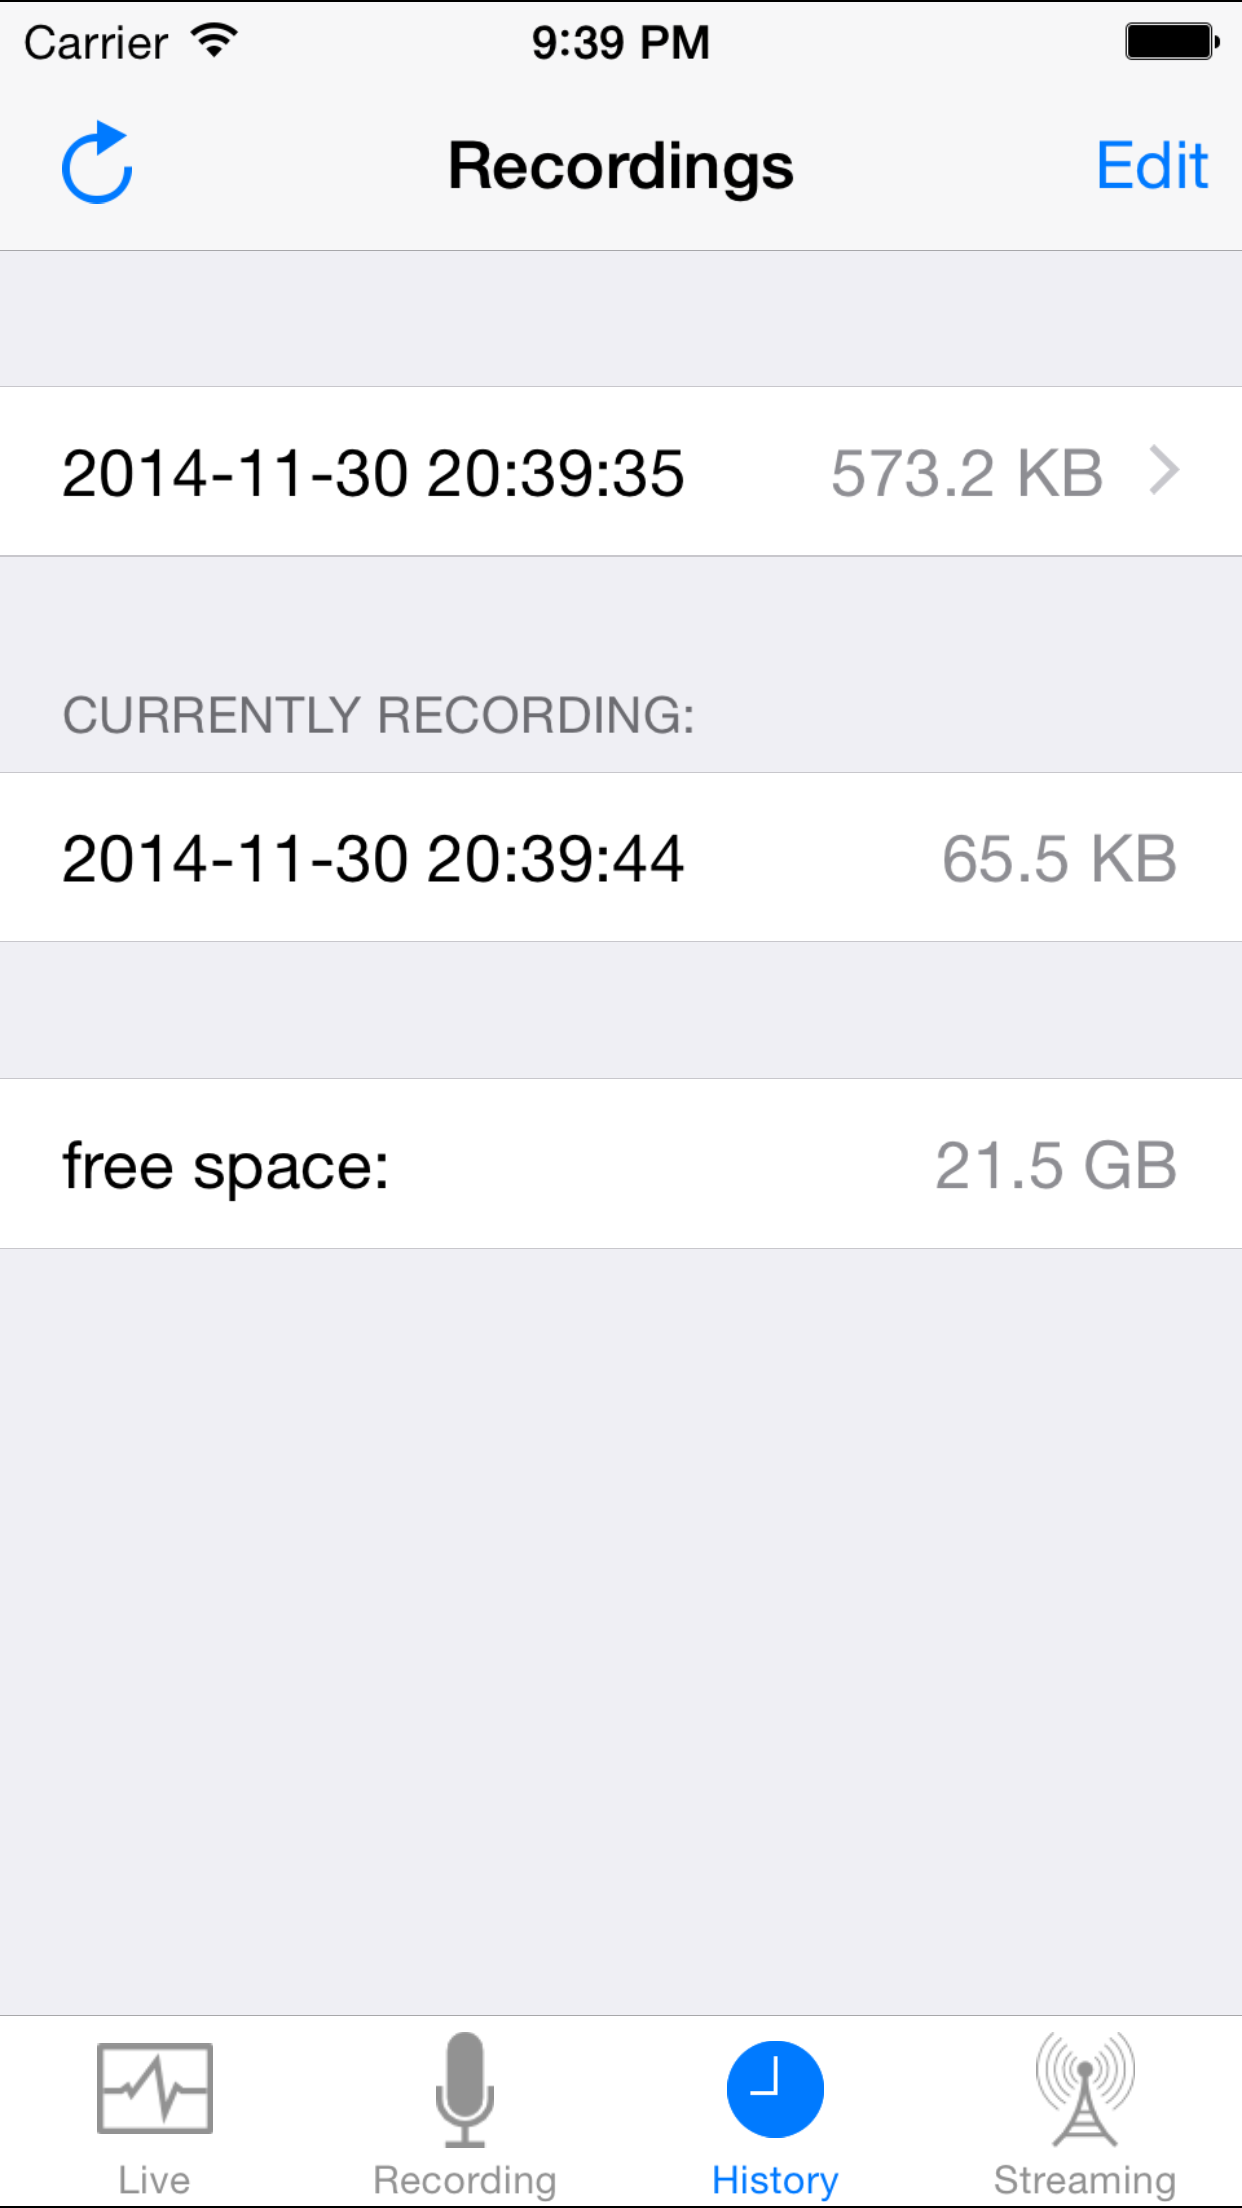 Carrier 9:39 PM
Recordings Edit
2014-11-30 20:39:35 573.2 KB
CURRENTLY RECORDING:
2014-11-30 20:39:44 65.5 KB
free space: 21.5 GB
Live Recording History Streaming